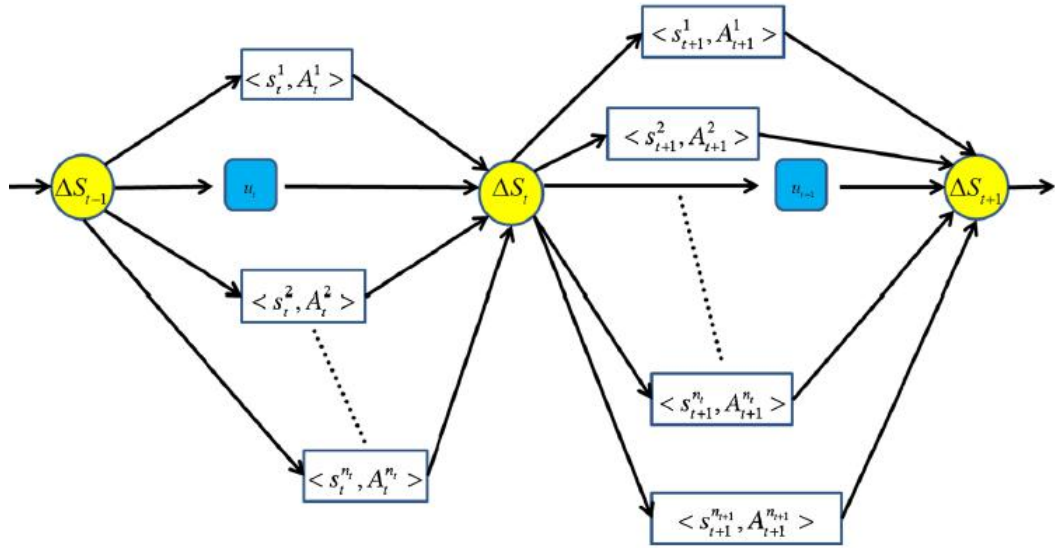 < s_{t+1}^{1}, A_{t+1}^{1} >
< s_t^{1}, A_t^{1} >
< s_{t+1}^{2}, A_{t+1}^{2} >
ΔS_{t-1}
u_t
ΔS_t
u_{t+1}
ΔS_{t+1}
< s_t^{2}, A_t^{2} >
< s_{t+1}^{n_t}, A_{t+1}^{n_t} >
< s_t^{n_t}, A_t^{n_t} >
< s_{t+1}^{n_{t+1}}, A_{t+1}^{n_{t+1}} >